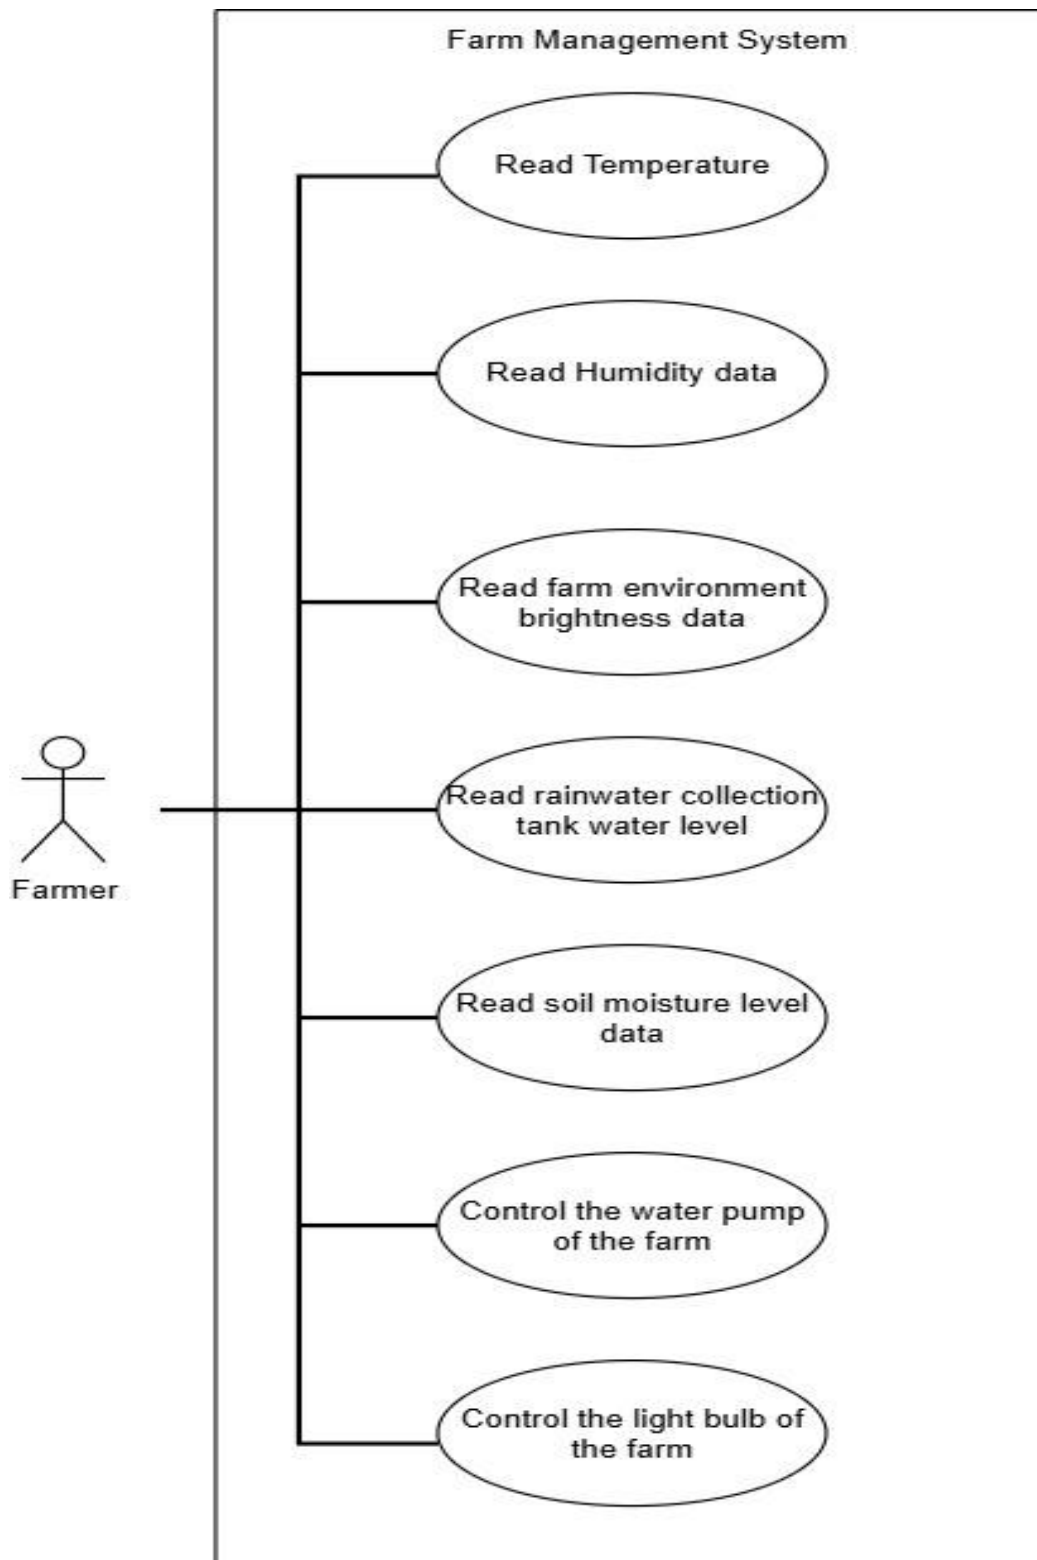 Farm Management System
Read Temperature
Read Humidity data
Read farm environment
brightness data
Read rainwater collection
tank water level
Farmer
Read soil moisture level
data
Control the water pump
of the farm
Control the light bulb of
the farm